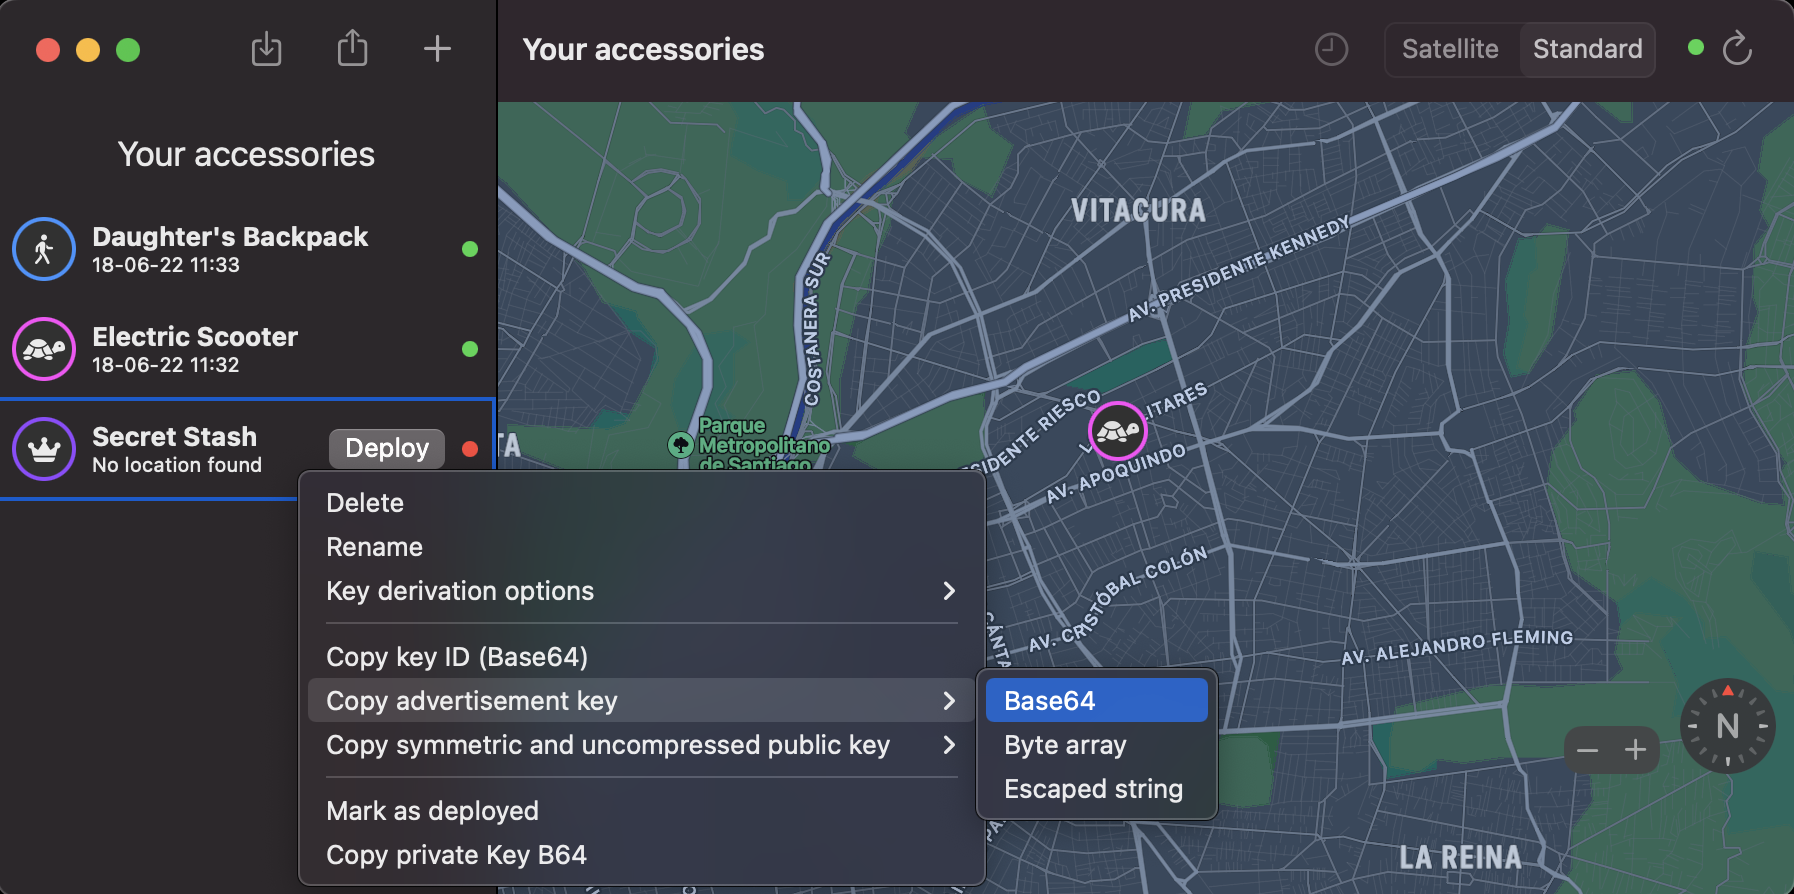 Your accessories
Satellite
Standard
Your accessories
Daughter's Backpack
18-06-22 11:33
Electric Scooter
18-06-22 11:32
Secret Stash
No location found
Deploy
Delete
Rename
Key derivation options
Copy key ID (Base64)
Copy advertisement key
Copy symmetric and uncompressed public key
Mark as deployed
Copy private Key B64
Base64
Byte array
Escaped string
VITACURA
AV. PRESIDENTE KENNEDY
COSTANERA SUR
Parque
Metropolitano
de Santiago
AV. APOQUINDO
AV. CRISTÓBAL COLÓN
AV. ALEJANDRO FLEMING
LA REINA
N